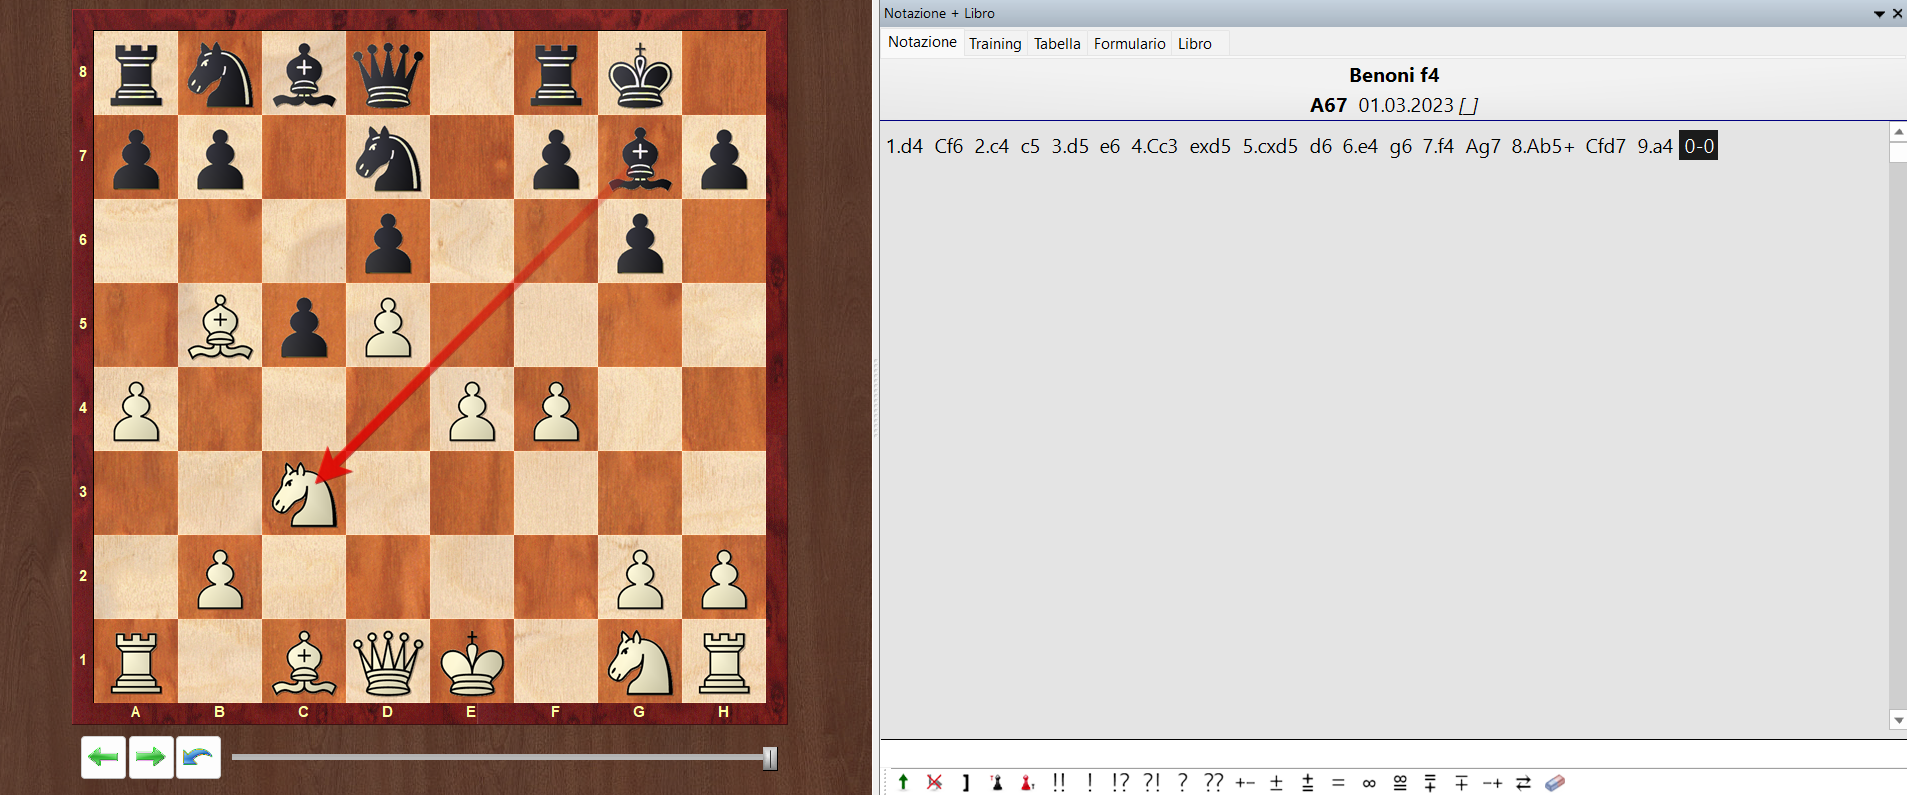 Notazione + Libro
Notazione Training Tabella Formulario Libro
Benoni f4
A67 01.03.2023 [_]
1.d4 Cf6 2.c4 c5 3.d5 e6 4.Cc3 exd5 5.cxd5 d6 6.e4 g6 7.f4 Ag7 8.Ab5+ Cfd7 9.a4 0-0
8
7
6
5
4
3
2
1
A B C D E F G H
] !! ! !? ?! ? ?? +− ± ⩲ = ∞ ≅ ⩱ ∓ −+ ⇄